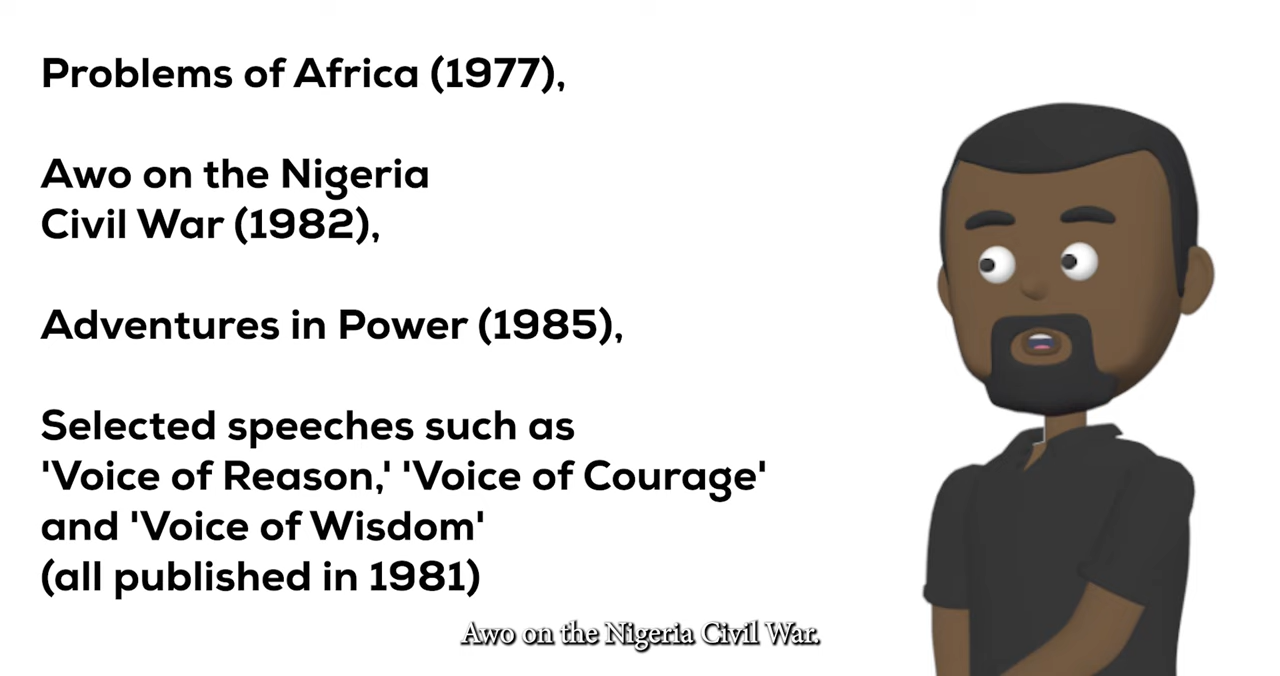 Problems of Africa (1977),
Awo on the Nigeria
Civil War (1982),
Adventures in Power (1985),
Selected speeches such as
'Voice of Reason,' 'Voice of Courage'
and 'Voice of Wisdom'
(all published in 1981)
Awo on the Nigeria Civil War.